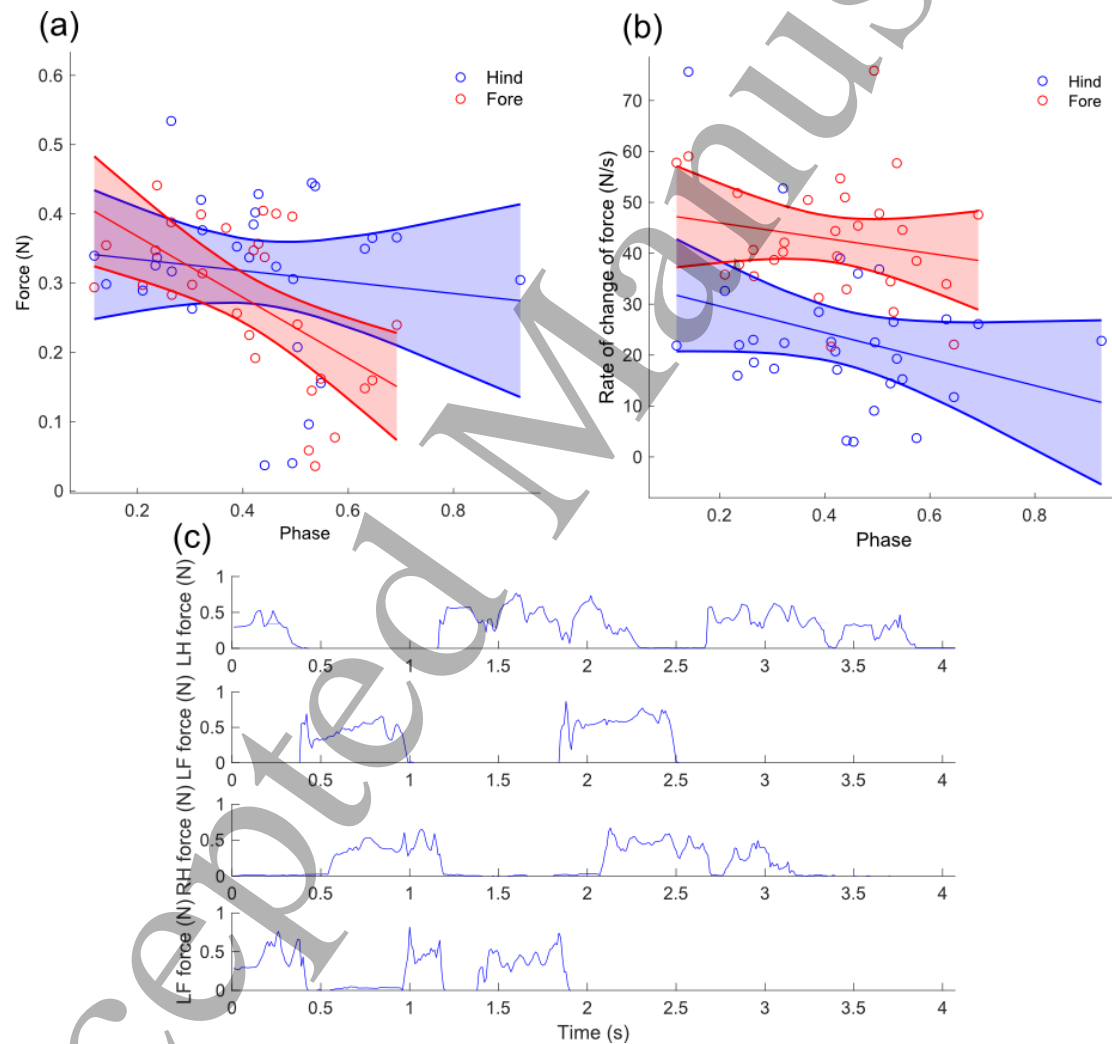 (a)
0.6
0.5
0.4
0.3
0.2
0.1
0
Force (N)
Hind
Fore
0.2 0.4 0.6 0.8
Phase
(b)
70
60
50
40
30
20
10
0
Rate of change of force (N/s)
Hind
Fore
0.2 0.4 0.6 0.8
Phase
(c)
LH force (N)
1
0.5
0
0 0.5 1 1.5 2 2.5 3 3.5 4
LF force (N)
1
0.5
0
0 0.5 1 1.5 2 2.5 3 3.5 4
RH force (N)
1
0.5
0
0 0.5 1 1.5 2 2.5 3 3.5 4
LF force (N)
1
0.5
0
0 0.5 1 1.5 2 2.5 3 3.5 4
Time (s)
cepted Manus